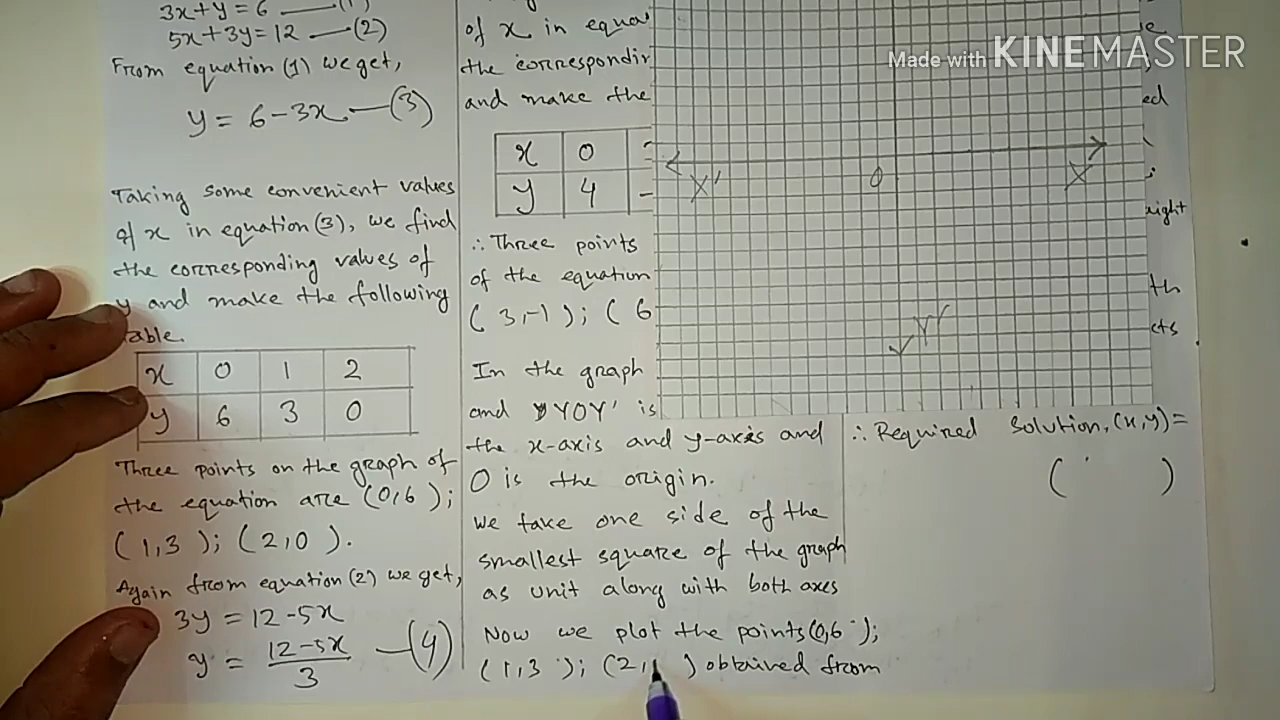 3x+y=6 —(1)
5x+3y=12 —(2)
From equation (1) we get,
y = 6-3x —(3)
Taking some convenient values
of x in equation (3), we find
the corresponding values of
y and make the following
table.
x 0 1 2
y 6 3 0
Three points on the graph of
the equation are (0,6);
(1,3); (2,0).
Again from equation (2) we get,
3y = 12-5x
y = 12-5x/3 —(4)
of x in equa
the correspondin
and make the
x 0
y 4
∴ Three points
of the equation
(3,-1); (6
In the graph
and YOY' is
the x-axis and y-axis and
O is the origin.
We take one side of the
smallest square of the graph
as unit along with both axes
Now we plot the points (0,6);
(1,3); (2, ) obtained from
Made with KINEMASTER
X' O X
Y'
ed
right
th
cts
∴ Required Solution, (x,y)=
( )